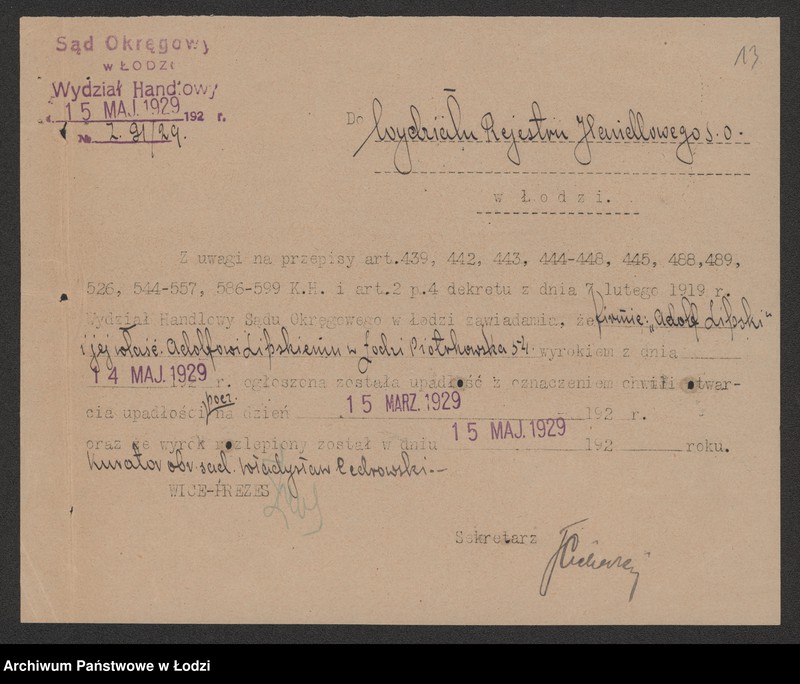 Sąd Okręgowy
w ŁODZI
Wydział Handlowy
15 MAJ. 1929 192 r.
№ Z. 91/29.
13
Do Wydziału Rejestru Handlowego S.O.
w Łodzi.
Z uwagi na przepisy art.439, 442, 443, 444-448, 445, 488,489,
526, 544-557, 586-599 K.H. i art.2 p.4 dekretu z dnia 7 lutego 1919 r.
Wydział Handlowy Sądu Okręgowego w Łodzi zawiadamia, że firmie: „Adolf Lipski"
i jej właśc. Adolfowi Lipskiemu w Łodzi Piotrkowska 54 wyrokiem z dnia
14 MAJ. 1929 192 r. ogłoszona została upadłość z oznaczeniem chwili otwar-
cia upadłości pocz. na dzień 15 MARZ. 1929 192 r.
oraz że wyrok rozlepiony został w dniu 15 MAJ. 1929 192 roku.
Kurator obr. sąd. Władysław Cedrowski.-
WICE-PREZES
Sekretarz
Archiwum Państwowe w Łodzi